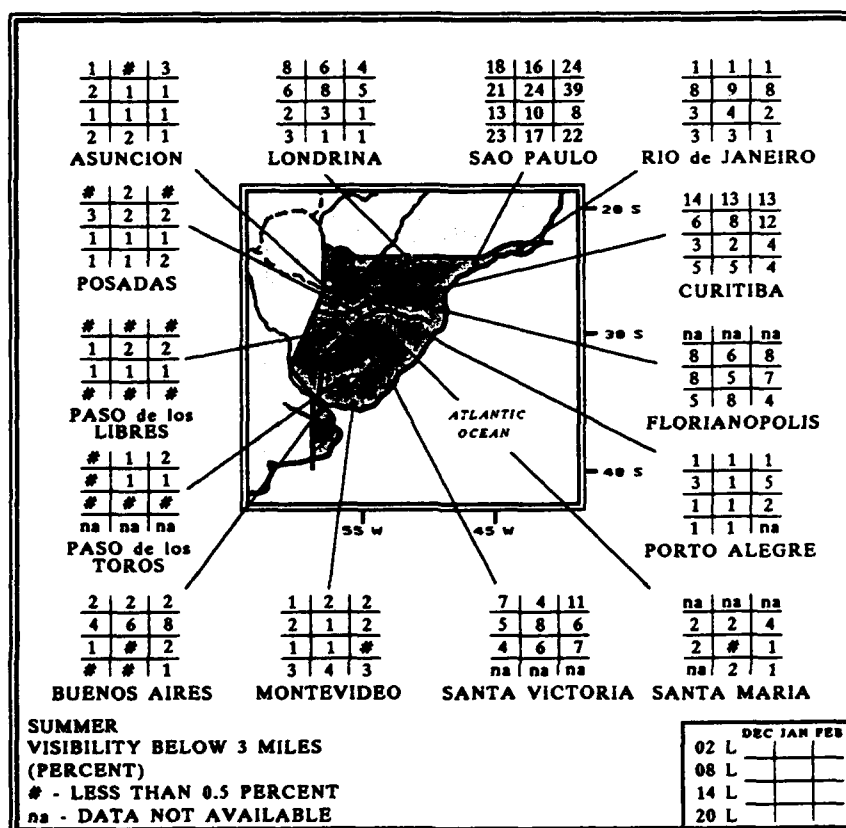 1 # 3
2 1 1
1 1 1
2 2 1
ASUNCION
8 6 4
6 8 5
2 3 1
3 1 1
LONDRINA
18 16 24
21 24 39
13 10 8
23 17 22
SAO PAULO
1 1 1
8 9 8
3 4 2
3 3 1
RIO de JANEIRO
# 2 #
3 2 2
1 1 1
1 1 2
POSADAS
20 S
14 13 13
6 8 12
3 2 4
5 5 4
CURITIBA
# # #
1 2 2
1 1 1
# # #
PASO de los
LIBRES
30 S
na na na
8 6 8
8 5 7
5 8 4
FLORIANOPOLIS
ATLANTIC
OCEAN
# 1 2
# 1 1
# # #
na na na
PASO de los
TOROS
40 S
55 W
45 W
1 1 1
3 1 5
1 1 2
1 1 na
PORTO ALEGRE
2 2 2
4 6 8
1 # 2
# # 1
BUENOS AIRES
1 2 2
2 1 2
1 1 #
3 4 3
MONTEVIDEO
7 4 11
5 8 6
4 6 7
na na na
SANTA VICTORIA
na na na
2 2 4
2 # 1
na 2 1
SANTA MARIA
SUMMER
VISIBILITY BELOW 3 MILES
(PERCENT)
# - LESS THAN 0.5 PERCENT
na - DATA NOT AVAILABLE
DEC JAN FEB
02 L
08 L
14 L
20 L